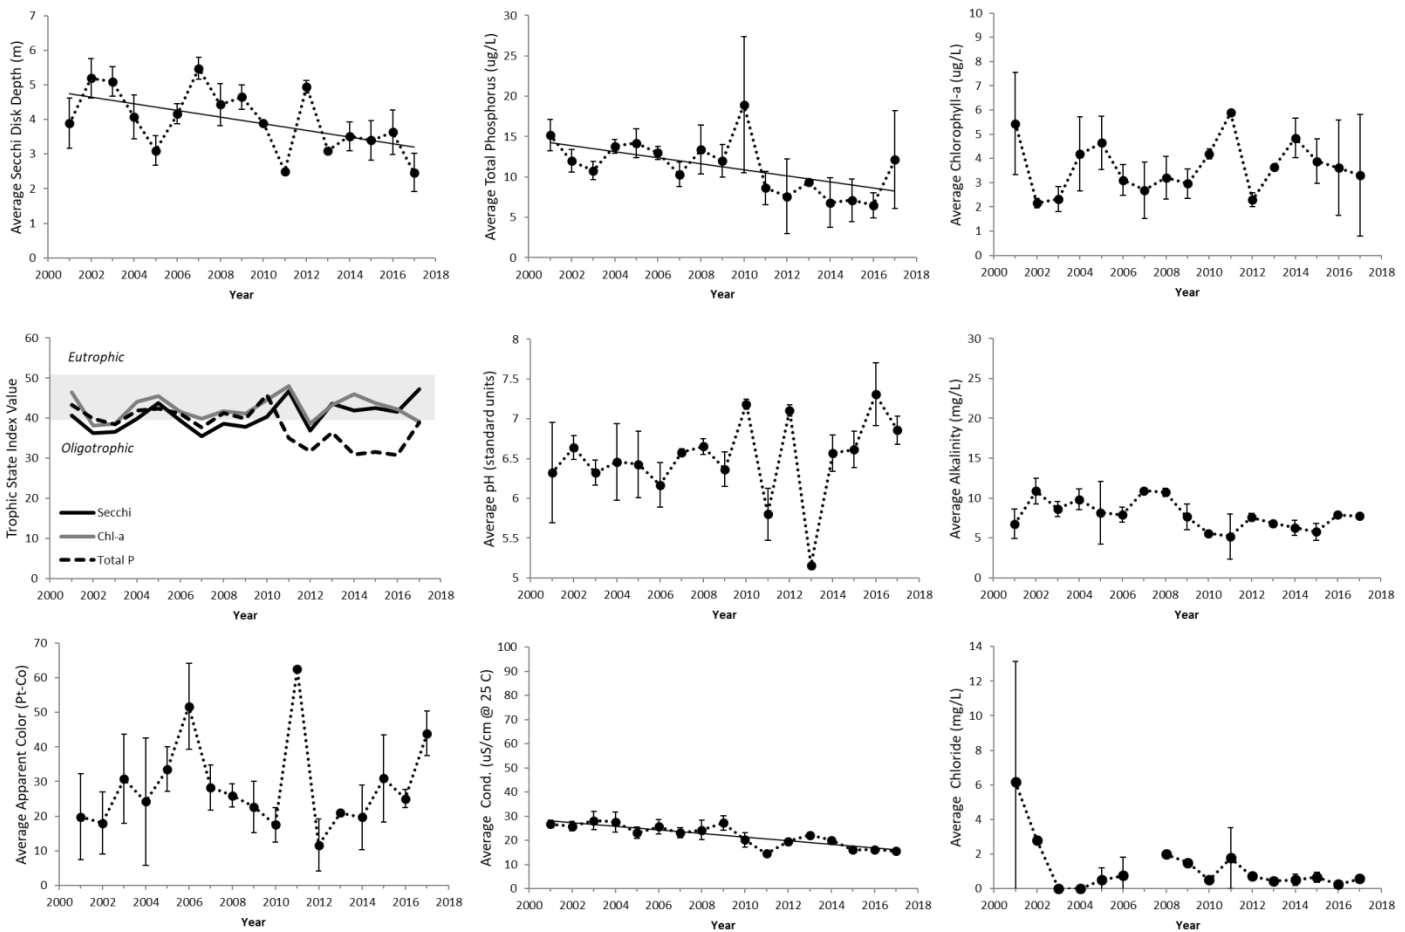 Average Secchi Disk Depth (m)
7
6
5
4
3
2
1
0
2000 2002 2004 2006 2008 2010 2012 2014 2016 2018
Year
Average Total Phosphorus (ug/L)
30
25
20
15
10
5
0
2000 2002 2004 2006 2008 2010 2012 2014 2016 2018
Year
Average Chlorophyll-a (ug/L)
10
9
8
7
6
5
4
3
2
1
0
2000 2002 2004 2006 2008 2010 2012 2014 2016 2018
Year
Trophic State Index Value
60
50
40
30
20
10
0
Eutrophic
Oligotrophic
Secchi
Chl-a
Total P
2000 2002 2004 2006 2008 2010 2012 2014 2016 2018
Year
Average pH (standard units)
8
7.5
7
6.5
6
5.5
5
2000 2002 2004 2006 2008 2010 2012 2014 2016 2018
Year
Average Alkalinity (mg/L)
30
25
20
15
10
5
0
2000 2002 2004 2006 2008 2010 2012 2014 2016 2018
Year
Average Apparent Color (Pt-Co)
70
60
50
40
30
20
10
0
2000 2002 2004 2006 2008 2010 2012 2014 2016 2018
Year
Average Cond. (uS/cm @ 25 C)
100
90
80
70
60
50
40
30
20
10
0
2000 2002 2004 2006 2008 2010 2012 2014 2016 2018
Year
Average Chloride (mg/L)
14
12
10
8
6
4
2
0
2000 2002 2004 2006 2008 2010 2012 2014 2016 2018
Year